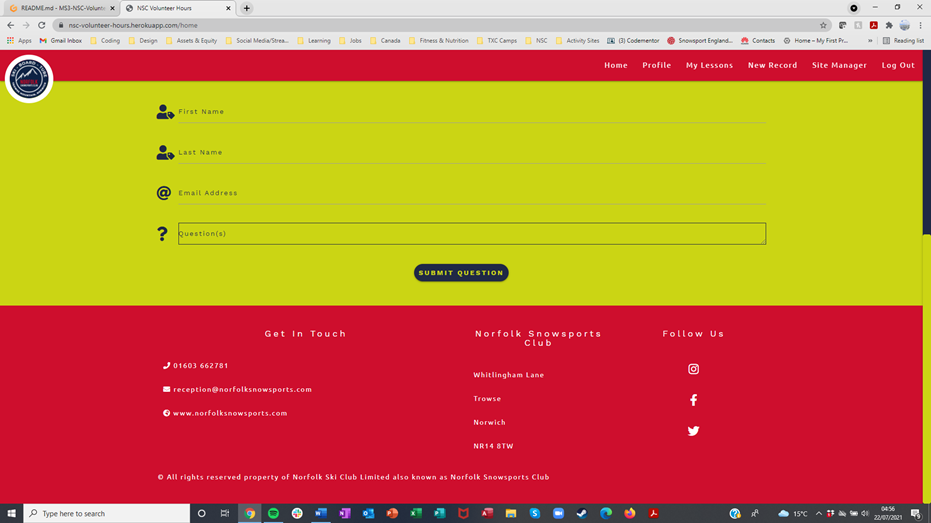 README.md - MS3-NSC-Volunte
NSC Volunteer Hours
nsc-volunteer-hours.herokuapp.com/home
Apps
Gmail Inbox
Coding
Design
Assets & Equity
Social Media/Strea...
Learning
Jobs
Canada
Fitness & Nutrition
TXC Camps
NSC
Activity Sites
(3) Codementor
Snowsport England...
Contacts
Home – My First Pr...
»
Reading list
Home
Profile
My Lessons
New Record
Site Manager
Log Out
First Name
Last Name
Email Address
Question(s)
SUBMIT QUESTION
Get In Touch
01603 662781
reception@norfolksnowsports.com
www.norfolksnowsports.com
Norfolk Snowsports
Club
Whitlingham Lane
Trowse
Norwich
NR14 8TW
Follow Us
© All rights reserved property of Norfolk Ski Club Limited also known as Norfolk Snowsports Club
Type here to search
15°C
04:56
22/07/2021